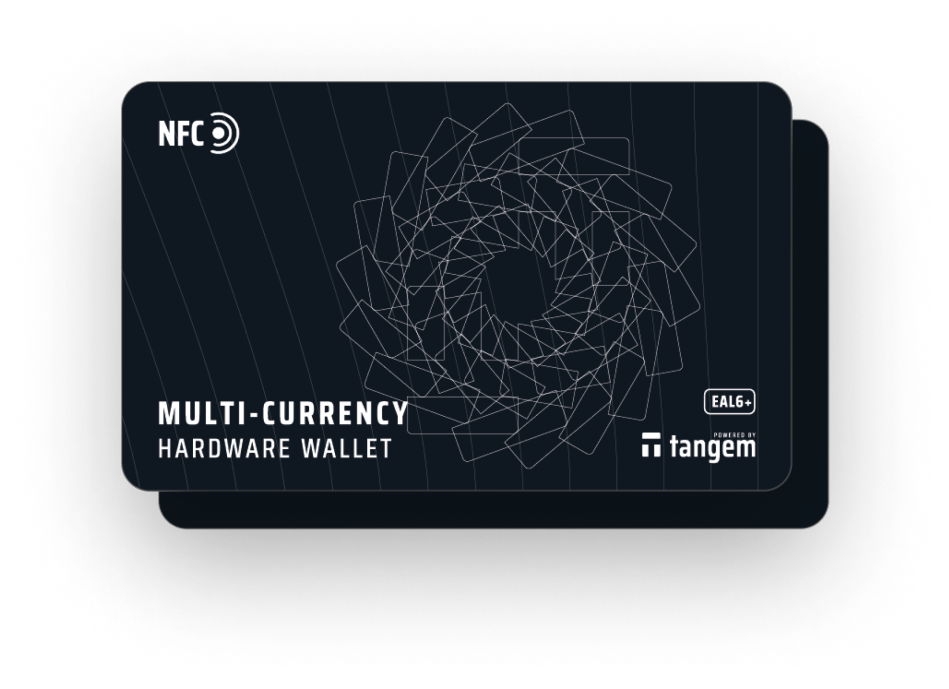 NFC
MULTI-CURRENCY
HARDWARE WALLET
EAL6+
POWERED BY
tangem